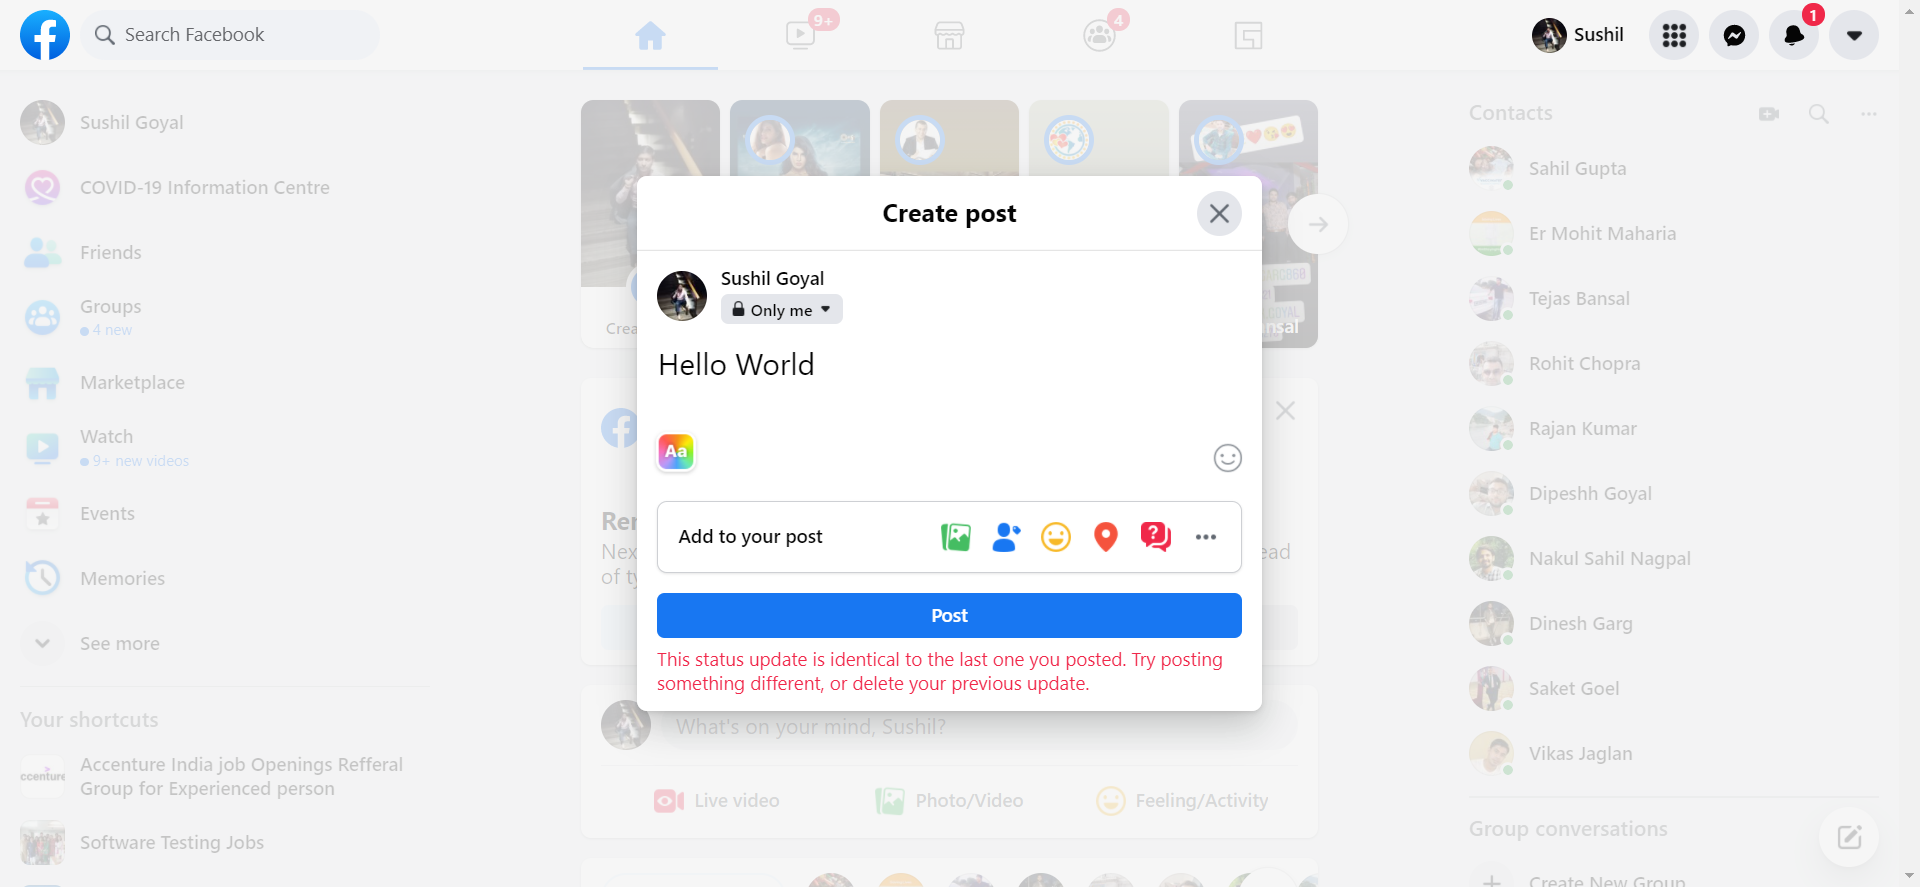 Search Facebook
9+
4
Sushil
1
Sushil Goyal
COVID-19 Information Centre
Friends
Groups
4 new
Marketplace
Watch
9+ new videos
Events
Memories
See more
Your shortcuts
ccenture
Accenture India job Openings Refferal
Group for Experienced person
Software Testing Jobs
Create post
Sushil Goyal
Only me
Hello World
Aa
Add to your post
Post
This status update is identical to the last one you posted. Try posting
something different, or delete your previous update.
What's on your mind, Sushil?
Live video
Photo/Video
Feeling/Activity
Contacts
Sahil Gupta
Er Mohit Maharia
Tejas Bansal
Rohit Chopra
Rajan Kumar
Dipeshh Goyal
Nakul Sahil Nagpal
Dinesh Garg
Saket Goel
Vikas Jaglan
Group conversations
Create New Group